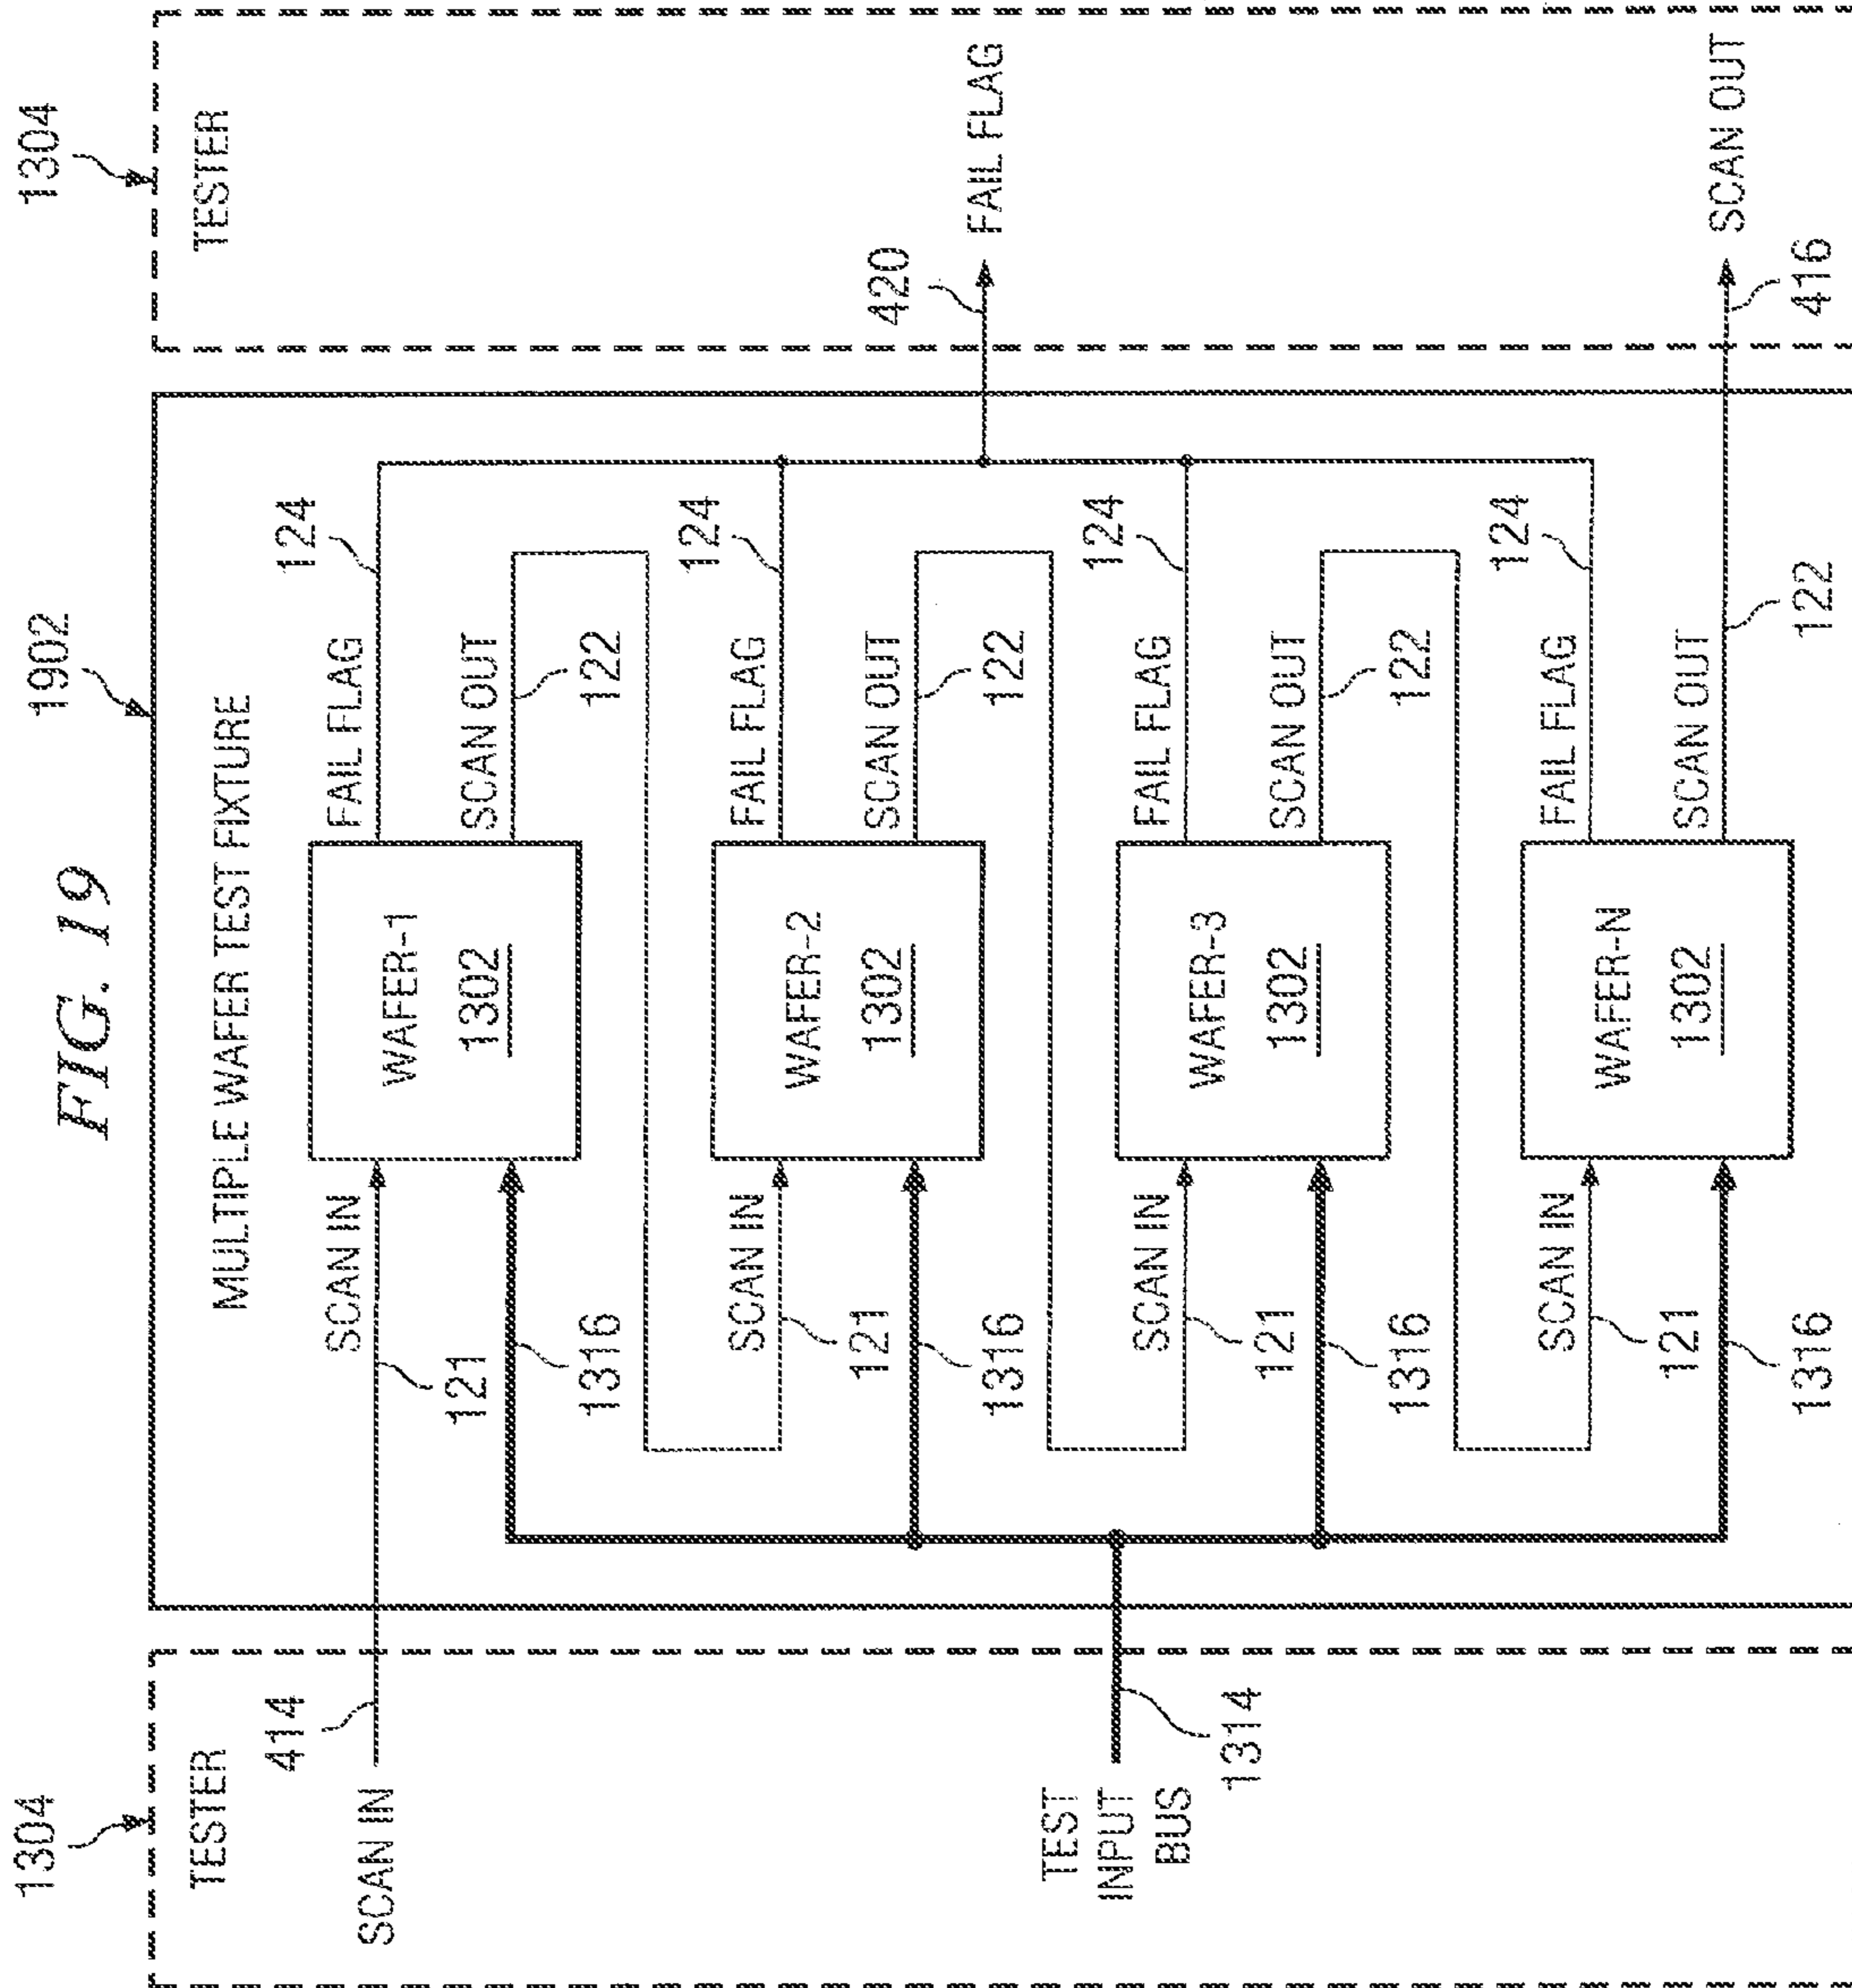 FIG. 19
1304
1902
1304
TESTER
MULTIPLE WAFER TEST FIXTURE
TESTER
414
SCAN IN
SCAN IN
121
WAFER-1
1302
1316
FAIL FLAG
124
SCAN OUT
122
SCAN IN
121
WAFER-2
1302
1316
FAIL FLAG
124
SCAN OUT
122
420
FAIL FLAG
TEST
INPUT
BUS
1314
SCAN IN
121
WAFER-3
1302
1316
FAIL FLAG
124
SCAN OUT
122
SCAN IN
121
WAFER-N
1302
1316
FAIL FLAG
124
SCAN OUT
122
416
SCAN OUT